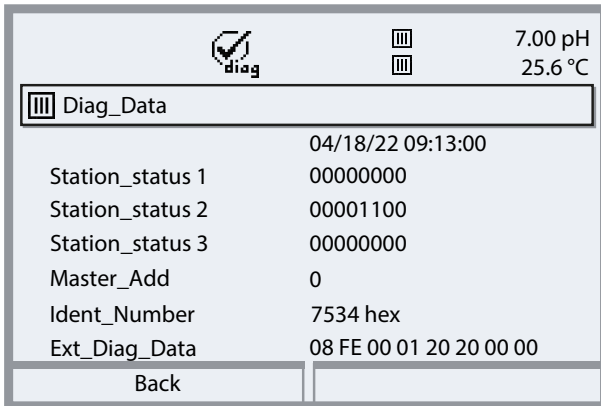 7.00 pH
diag
25.6 °C
Diag_Data
04/18/22 09:13:00
Station_status 1 00000000
Station_status 2 00001100
Station_status 3 00000000
Master_Add 0
Ident_Number 7534 hex
Ext_Diag_Data 08 FE 00 01 20 20 00 00
Back